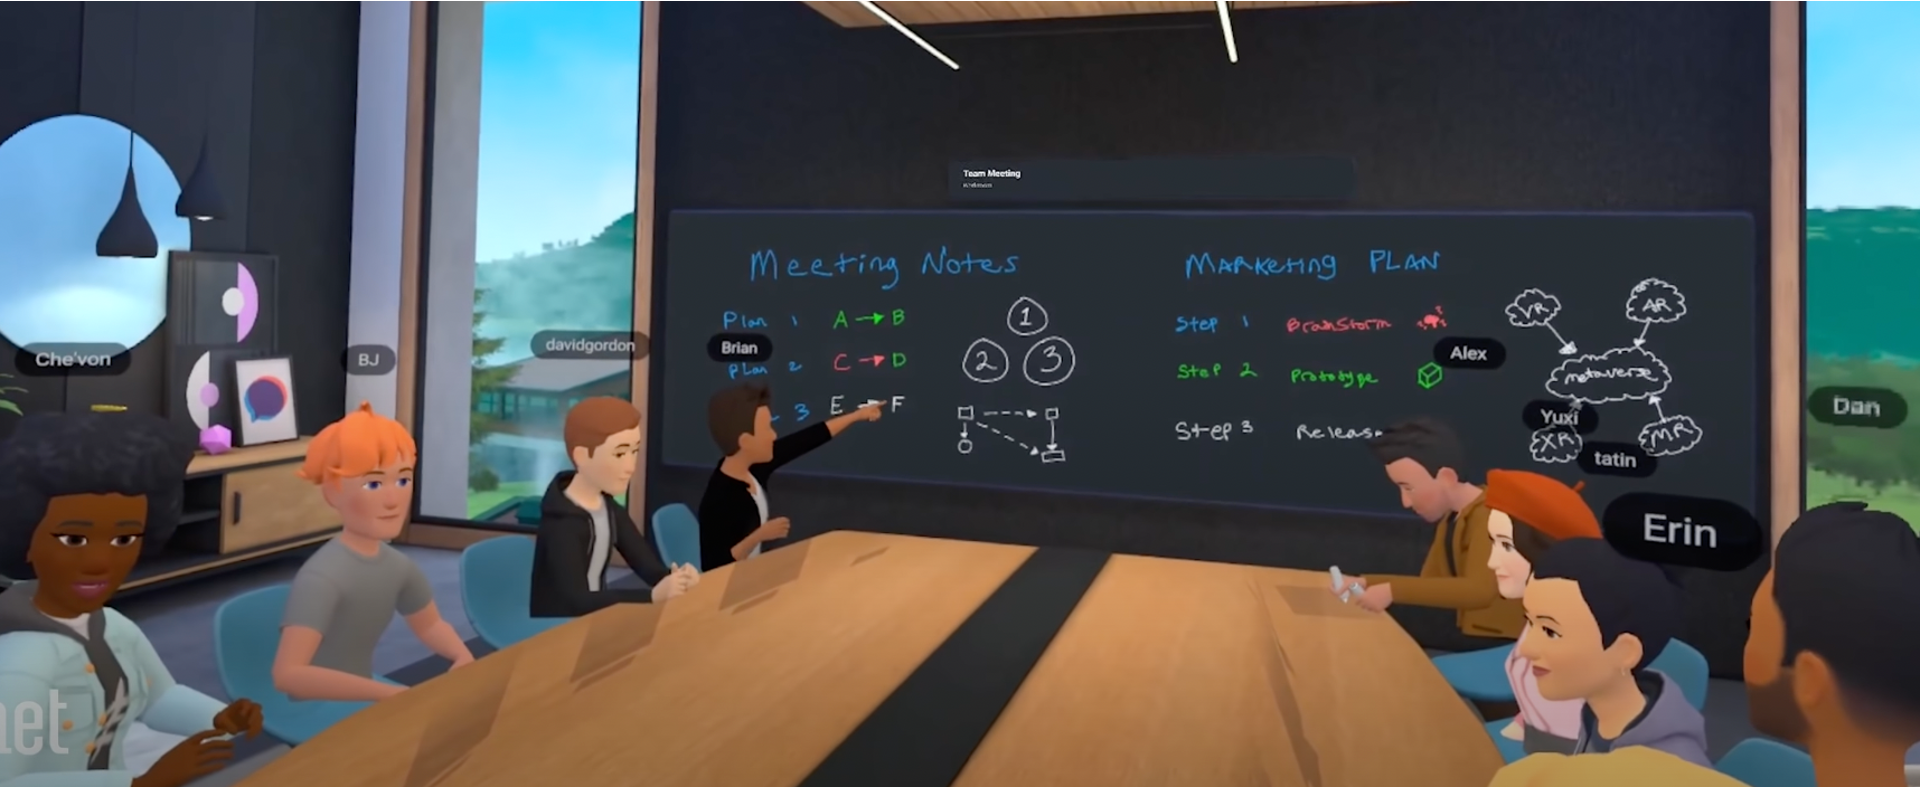 Team Meeting
Meeting Notes
Plan 1 A → B
Plan 2 C → D
3 E → F
1
2 3
Marketing PLAN
Step 1 Brainstorm
Step 2 Prototype
Step 3 Releas
VR
AR
metaverse
XR
MR
Che'von
BJ
davidgordon
Brian
Alex
Yuxi
tatin
Dan
Erin
net